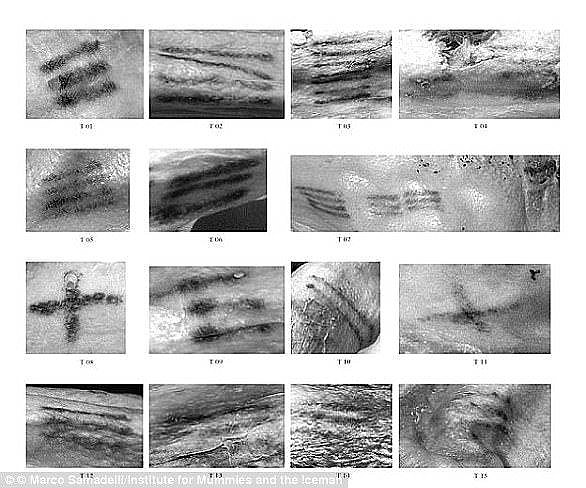 T 01
T 02
T 03
T 04
T 05
T 06
T 07
T 08
T 09
T 10
T 11
T 12
T 13
T 14
T 15
© © Marco Samadelli/Institute for Mummies and the Iceman